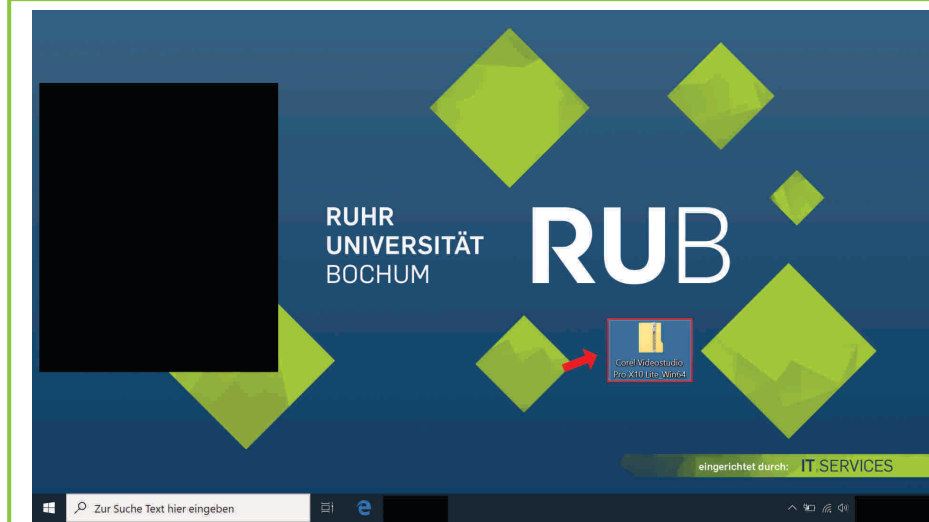 RUHR
UNIVERSITÄT
BOCHUM
RUB
Corel Videostudio
Pro X10 Lite_Win64
eingerichtet durch: IT.SERVICES
Zur Suche Text hier eingeben